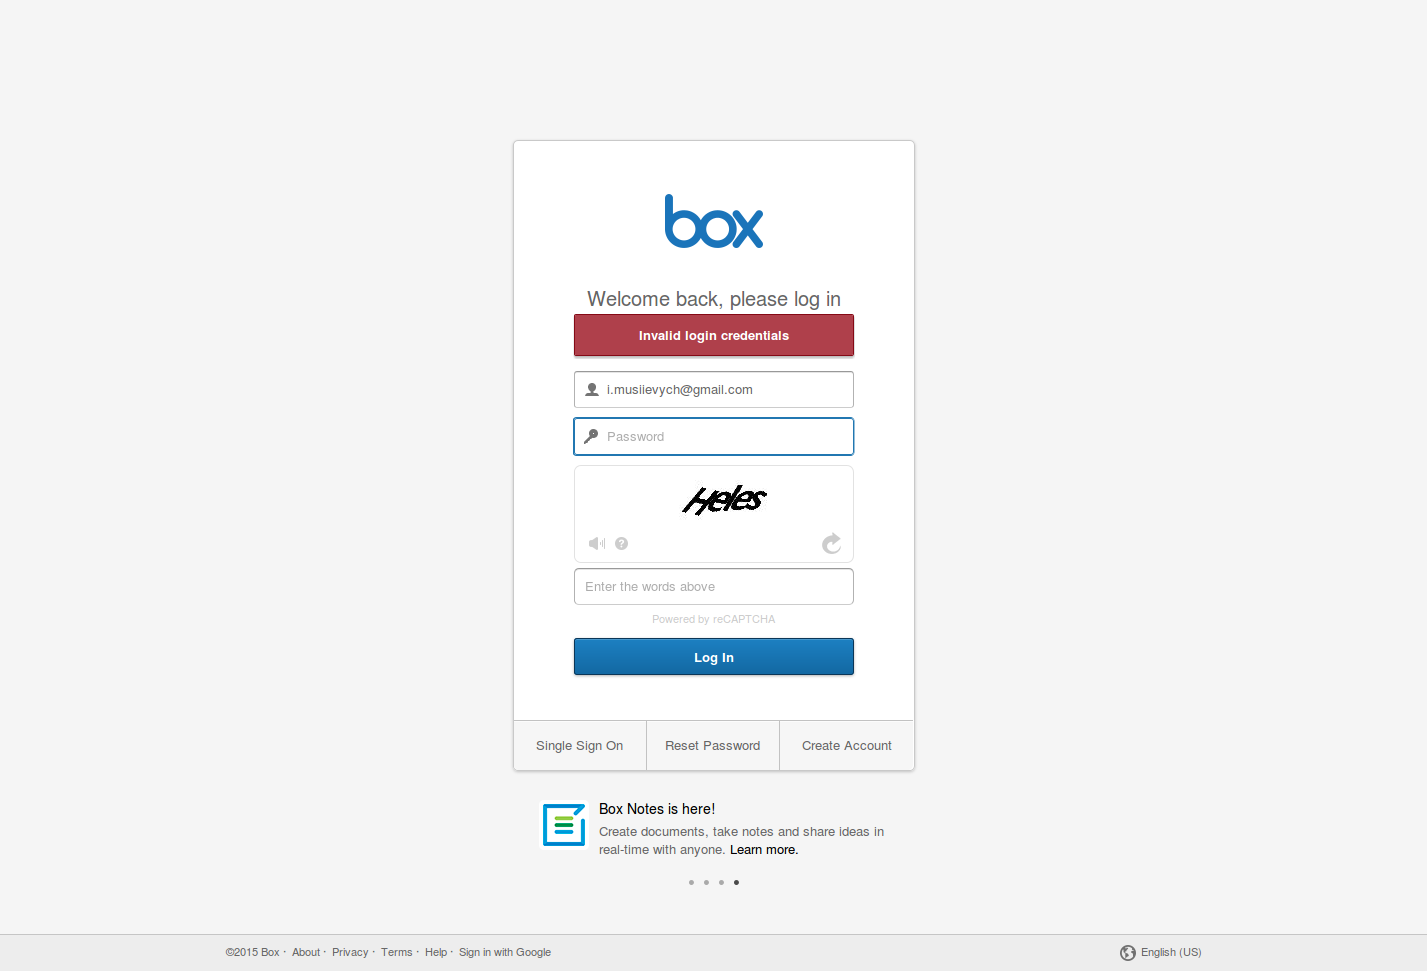 box
Welcome back, please log in
Invalid login credentials
i.musiievych@gmail.com
Password
Heles
?
Enter the words above
Powered by reCAPTCHA
Log In
Single Sign On Reset Password Create Account
Box Notes is here!
Create documents, take notes and share ideas in
real-time with anyone. Learn more.
©2015 Box · About · Privacy · Terms · Help · Sign in with Google English (US)